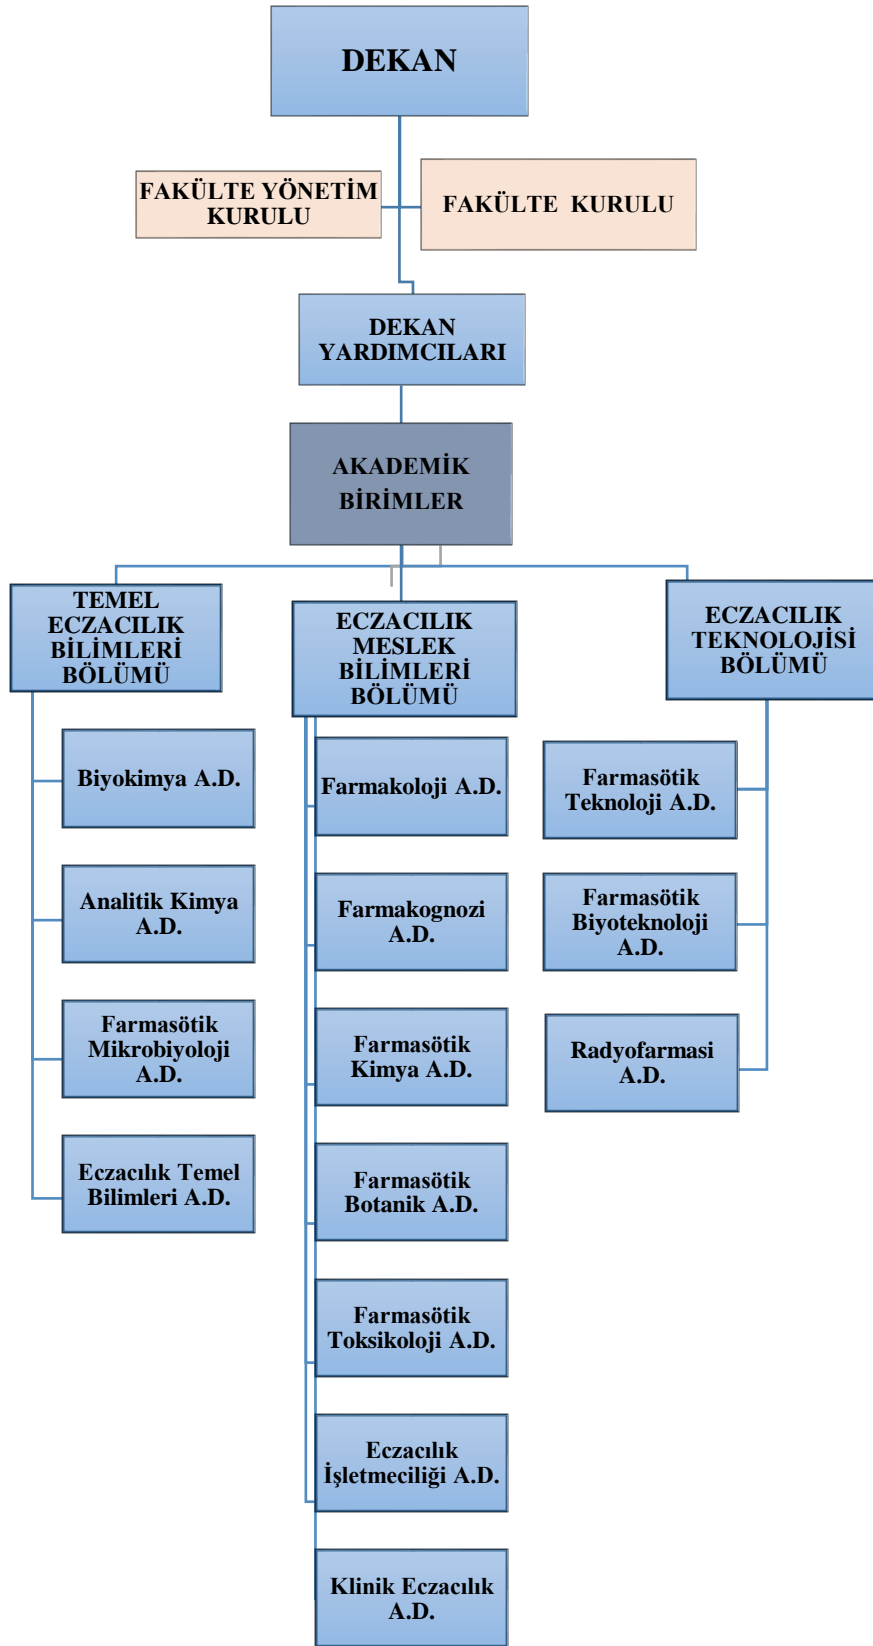 DEKAN
FAKÜLTE YÖNETİM
KURULU
FAKÜLTE KURULU
DEKAN
YARDIMCILARI
AKADEMİK
BİRİMLER
TEMEL
ECZACILIK
BİLİMLERİ
BÖLÜMÜ
Biyokimya A.D.
Analitik Kimya
A.D.
Farmasötik
Mikrobiyoloji
A.D.
Eczacılık Temel
Bilimleri A.D.
ECZACILIK
MESLEK
BİLİMLERİ
BÖLÜMÜ
Farmakoloji A.D.
Farmakognozi
A.D.
Farmasötik
Kimya A.D.
Farmasötik
Botanik A.D.
Farmasötik
Toksikoloji A.D.
Eczacılık
İşletmeciliği A.D.
Klinik Eczacılık
A.D.
ECZACILIK
TEKNOLOJİSİ
BÖLÜMÜ
Farmasötik
Teknoloji A.D.
Farmasötik
Biyoteknoloji
A.D.
Radyofarmasi
A.D.